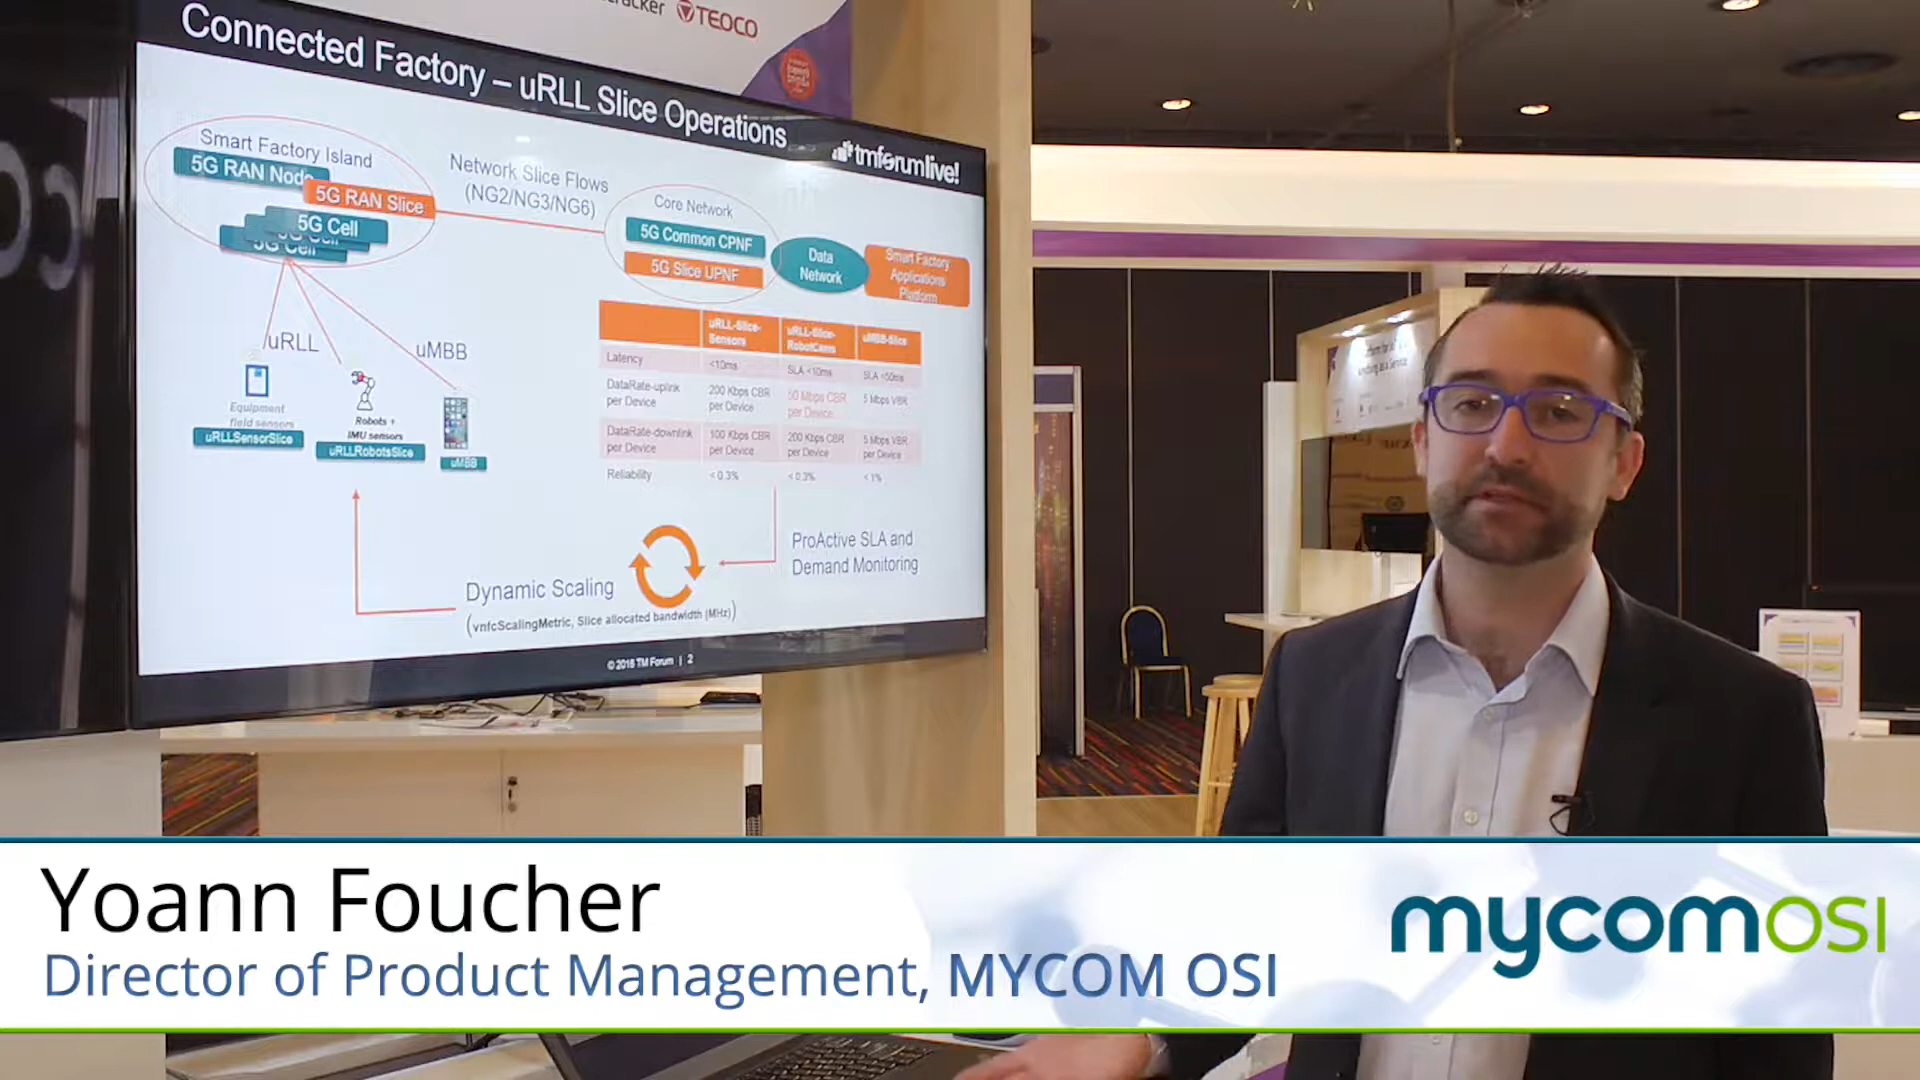 TEOCO
Connected Factory – uRLL Slice Operations
tmforumlive!
Smart Factory Island
5G RAN Node
5G RAN Slice
5G Cell
5G Cell
Network Slice Flows
(NG2/NG3/NG6)
Core Network
5G Common CPNF
5G Slice UPNF
Data
Network
Smart Factory
Applications
Platform
uRLL
uMBB
Equipment
field sensors
uRLLSensorSlice
Robots +
IMU sensors
uRLLRobotsSlice
uMBB
uRLL-Slice-Sensors uRLL-Slice-RobotCams uMBB-Slice
Latency <10ms SLA <10ms SLA <50ms
DataRate-uplink per Device 200 Kbps CBR per Device 50 Mbps CBR per Device 5 Mbps VBR
DataRate-downlink per Device 100 Kbps CBR per Device 200 Kbps CBR per Device 5 Mbps VBR per Device
Reliability < 0.3% < 0.3% < 1%
ProActive SLA and
Demand Monitoring
Dynamic Scaling
(vnfcScalingMetric, Slice allocated bandwidth (MHz))
© 2016 TM Forum | 2
Yoann Foucher
Director of Product Management, MYCOM OSI
mycomOSI